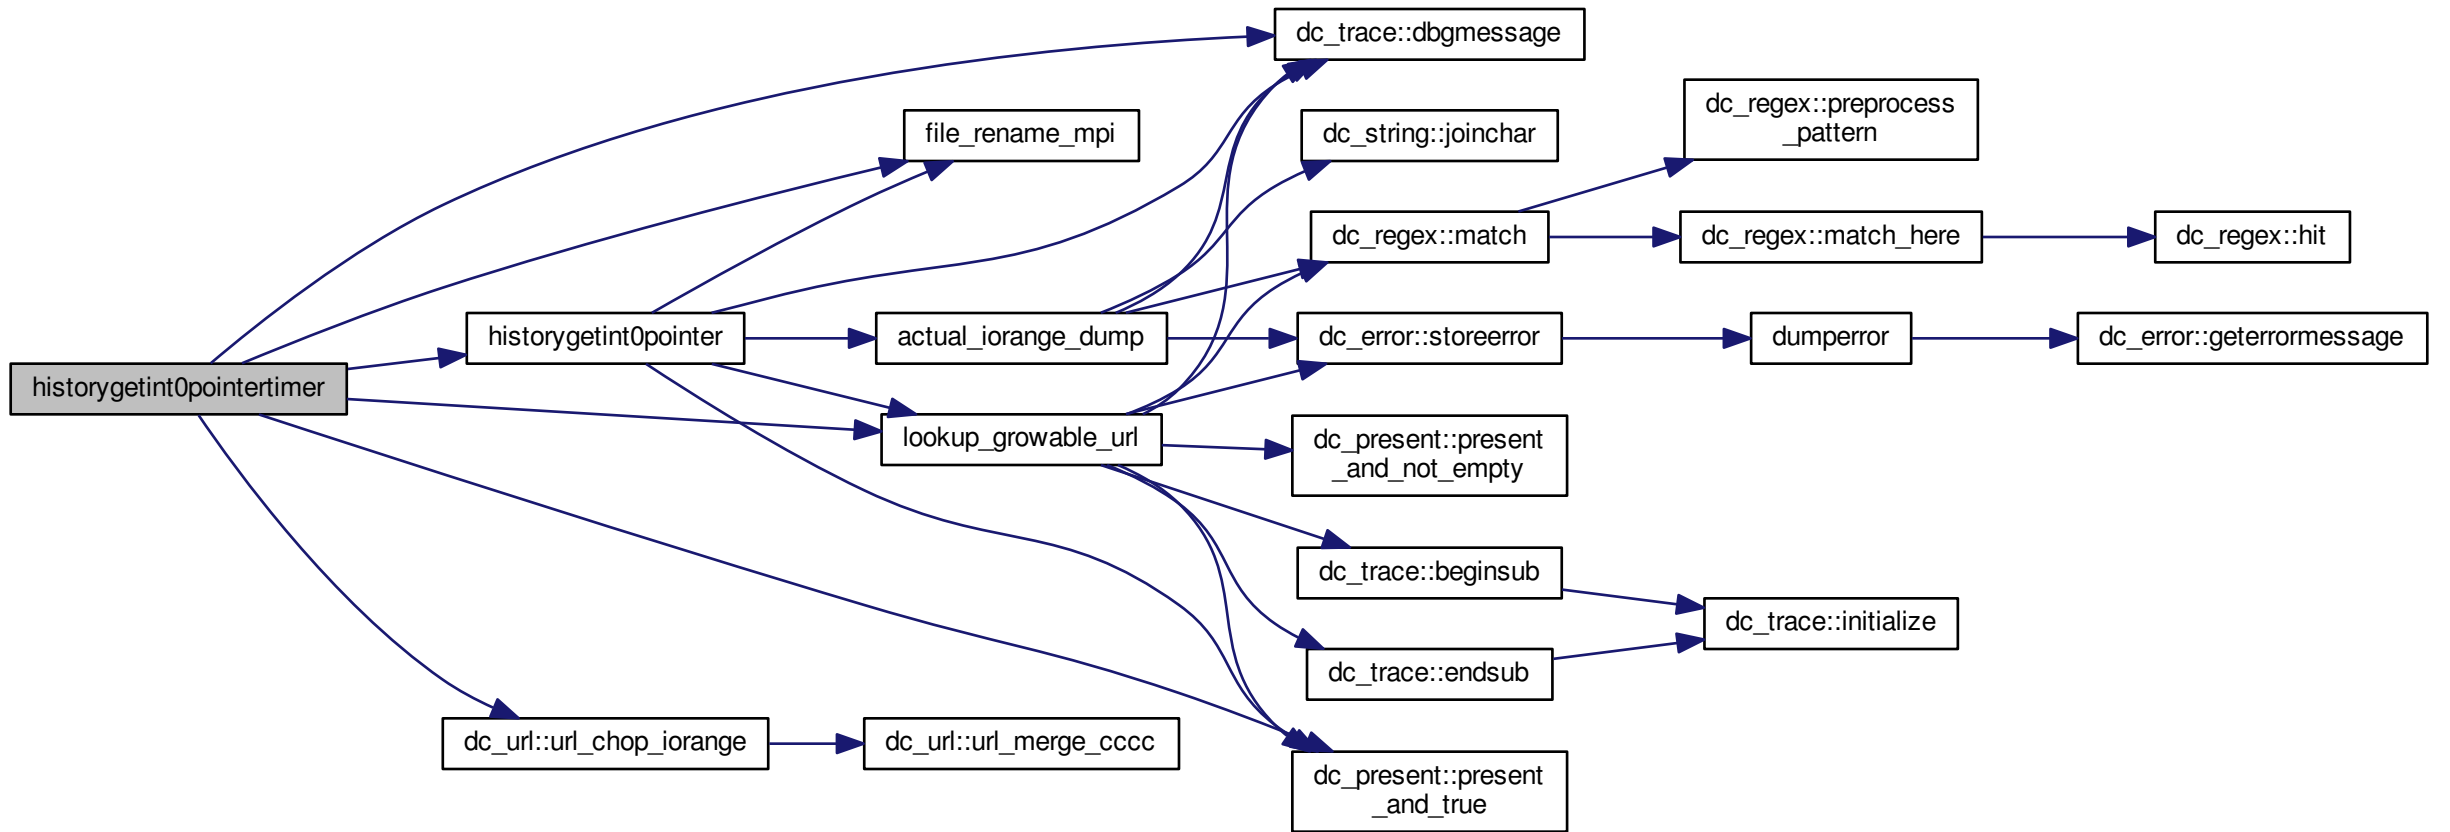 dc_trace::dbgmessage
file_rename_mpi
dc_string::joinchar
dc_regex::preprocess
_pattern
dc_regex::match
dc_regex::match_here
dc_regex::hit
historygetint0pointertimer
historygetint0pointer
actual_iorange_dump
dc_error::storeerror
dumperror
dc_error::geterrormessage
lookup_growable_url
dc_present::present
_and_not_empty
dc_trace::beginsub
dc_trace::initialize
dc_trace::endsub
dc_url::url_chop_iorange
dc_url::url_merge_cccc
dc_present::present
_and_true